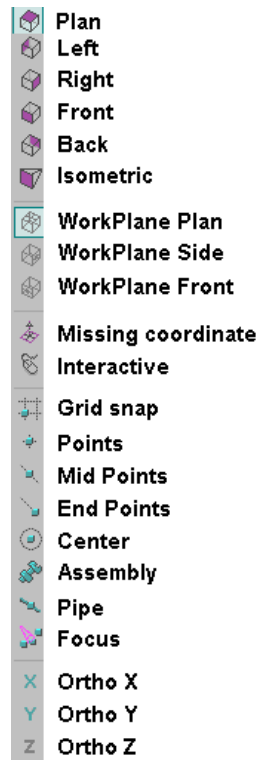 Plan
Left
Right
Front
Back
Isometric
WorkPlane Plan
WorkPlane Side
WorkPlane Front
Missing coordinate
Interactive
Grid snap
Points
Mid Points
End Points
Center
Assembly
Pipe
Focus
X Ortho X
Y Ortho Y
Z Ortho Z